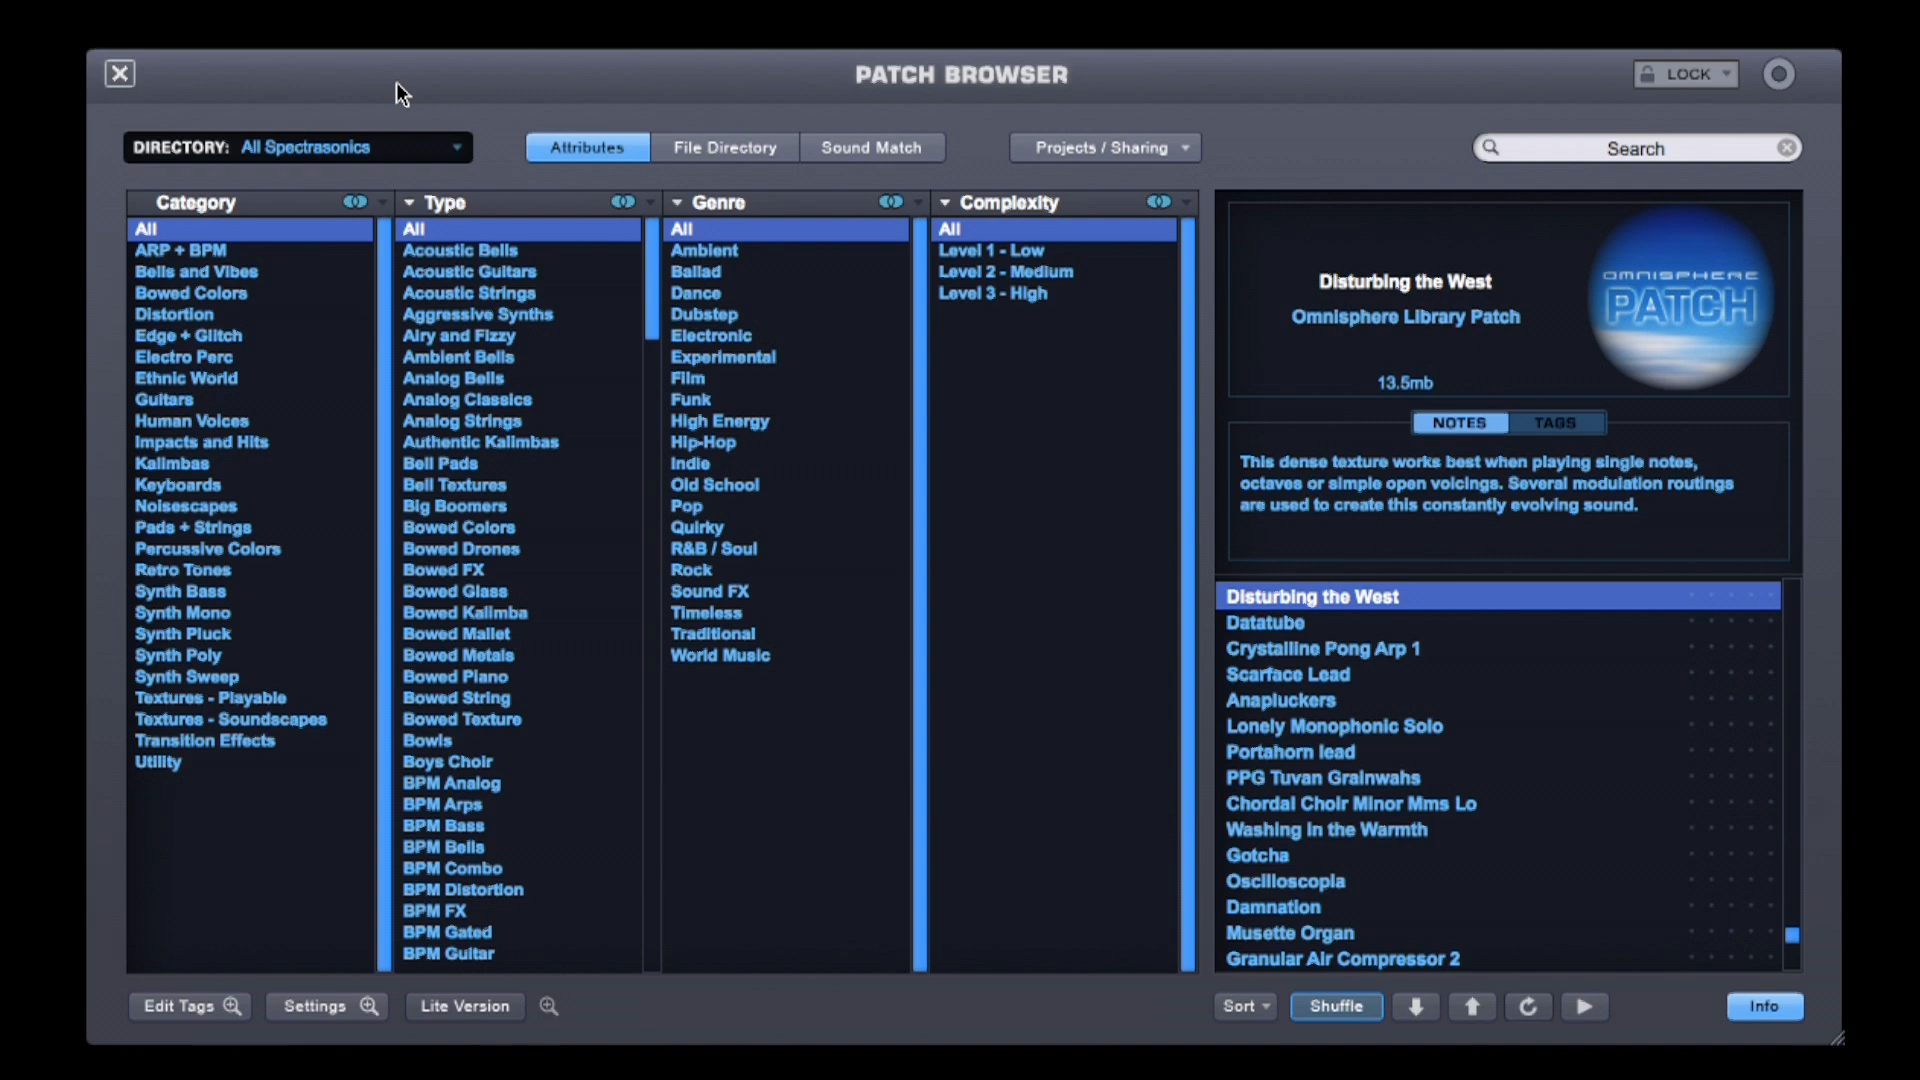 PATCH BROWSER
LOCK
DIRECTORY: All Spectrasonics
Attributes
File Directory
Sound Match
Projects / Sharing
Search
Category
All
ARP + BPM
Bells and Vibes
Bowed Colors
Distortion
Edge + Glitch
Electro Perc
Ethnic World
Guitars
Human Voices
Impacts and Hits
Kalimbas
Keyboards
Noisescapes
Pads + Strings
Percussive Colors
Retro Tones
Synth Bass
Synth Mono
Synth Pluck
Synth Poly
Synth Sweep
Textures - Playable
Textures - Soundscapes
Transition Effects
Utility
Type
All
Acoustic Bells
Acoustic Guitars
Acoustic Strings
Aggressive Synths
Airy and Fizzy
Ambient Bells
Analog Bells
Analog Classics
Analog Strings
Authentic Kalimbas
Bell Pads
Bell Textures
Big Boomers
Bowed Colors
Bowed Drones
Bowed FX
Bowed Glass
Bowed Kalimba
Bowed Mallet
Bowed Metals
Bowed Piano
Bowed String
Bowed Texture
Bowls
Boys Choir
BPM Analog
BPM Arps
BPM Bass
BPM Bells
BPM Combo
BPM Distortion
BPM FX
BPM Gated
BPM Guitar
Genre
All
Ambient
Ballad
Dance
Dubstep
Electronic
Experimental
Film
Funk
High Energy
Hip-Hop
Indie
Old School
Pop
Quirky
R&B / Soul
Rock
Sound FX
Timeless
Traditional
World Music
Complexity
All
Level 1 - Low
Level 2 - Medium
Level 3 - High
Disturbing the West
Omnisphere Library Patch
13.5mb
OMNISPHERE
PATCH
NOTES
TAGS
This dense texture works best when playing single notes,
octaves or simple open voicings. Several modulation routings
are used to create this constantly evolving sound.
Disturbing the West
Datatube
Crystalline Pong Arp 1
Scarface Lead
Anapluckers
Lonely Monophonic Solo
Portahorn lead
PPG Tuvan Grainwahs
Chordal Choir Minor Mms Lo
Washing in the Warmth
Gotcha
Oscilloscopia
Damnation
Musette Organ
Granular Air Compressor 2
Edit Tags
Settings
Lite Version
Sort
Shuffle
Info